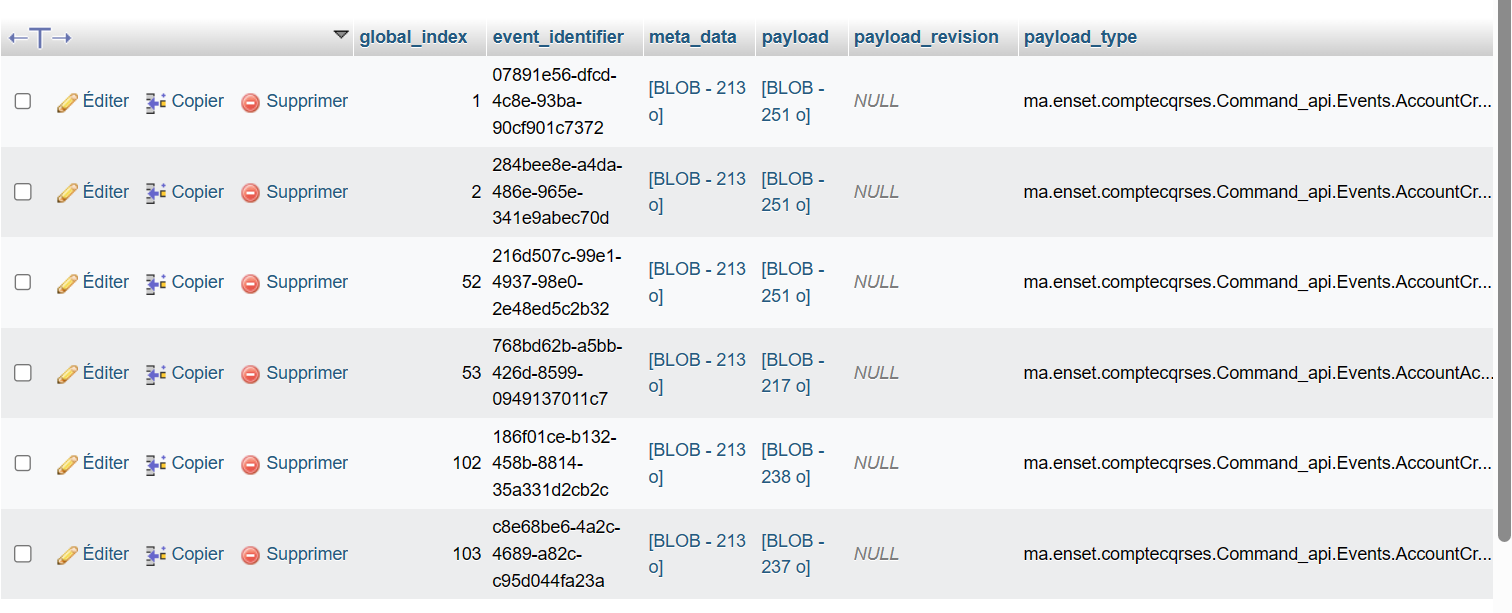 global_index event_identifier meta_data payload payload_revision payload_type
07891e56-dfcd-
Éditer Copier Supprimer 1 4c8e-93ba- [BLOB - 213 [BLOB - NULL ma.enset.comptecqrses.Command_api.Events.AccountCr...
90cf901c7372 o] 251 o]
284bee8e-a4da-
Éditer Copier Supprimer 2 486e-965e- [BLOB - 213 [BLOB - NULL ma.enset.comptecqrses.Command_api.Events.AccountCr...
341e9abec70d o] 251 o]
216d507c-99e1-
Éditer Copier Supprimer 52 4937-98e0- [BLOB - 213 [BLOB - NULL ma.enset.comptecqrses.Command_api.Events.AccountCr...
2e48ed5c2b32 o] 251 o]
768bd62b-a5bb-
Éditer Copier Supprimer 53 426d-8599- [BLOB - 213 [BLOB - NULL ma.enset.comptecqrses.Command_api.Events.AccountAc...
0949137011c7 o] 217 o]
186f01ce-b132-
Éditer Copier Supprimer 102 458b-8814- [BLOB - 213 [BLOB - NULL ma.enset.comptecqrses.Command_api.Events.AccountCr...
35a331d2cb2c o] 238 o]
c8e68be6-4a2c-
Éditer Copier Supprimer 103 4689-a82c- [BLOB - 213 [BLOB - NULL ma.enset.comptecqrses.Command_api.Events.AccountCr...
c95d044fa23a o] 237 o]